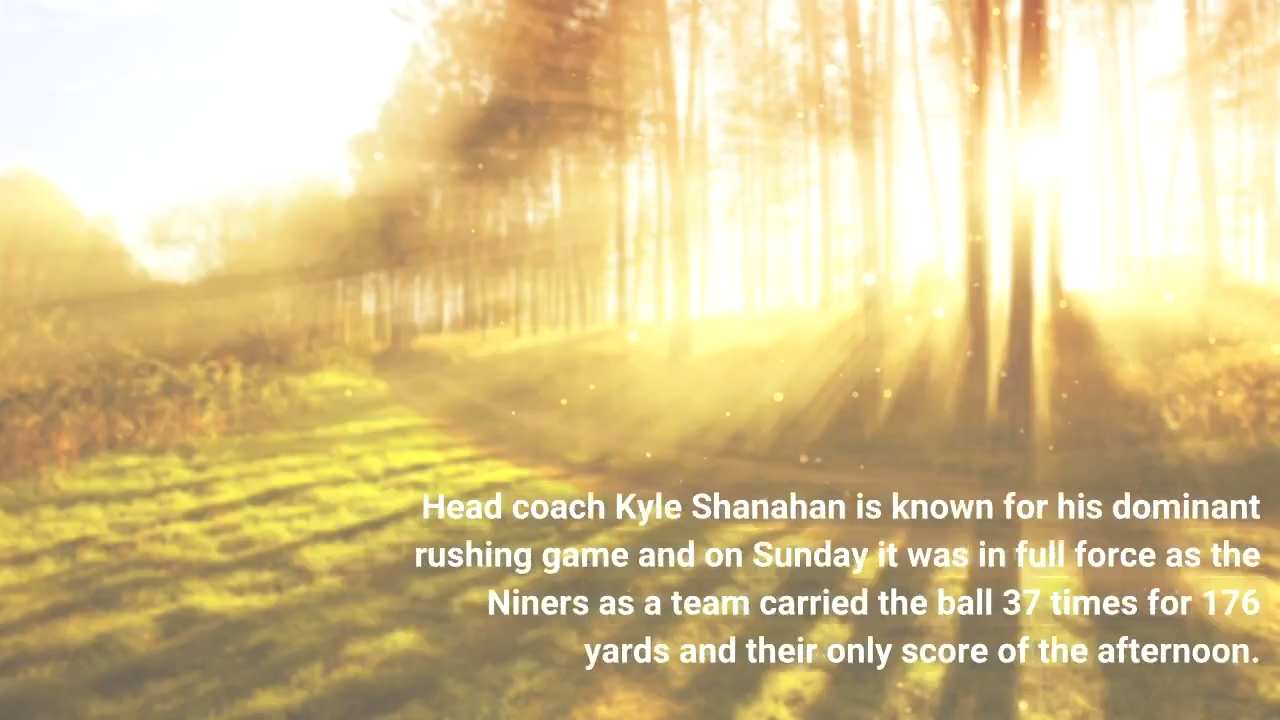 Head coach Kyle Shanahan is known for his dominant
rushing game and on Sunday it was in full force as the
Niners as a team carried the ball 37 times for 176
yards and their only score of the afternoon.